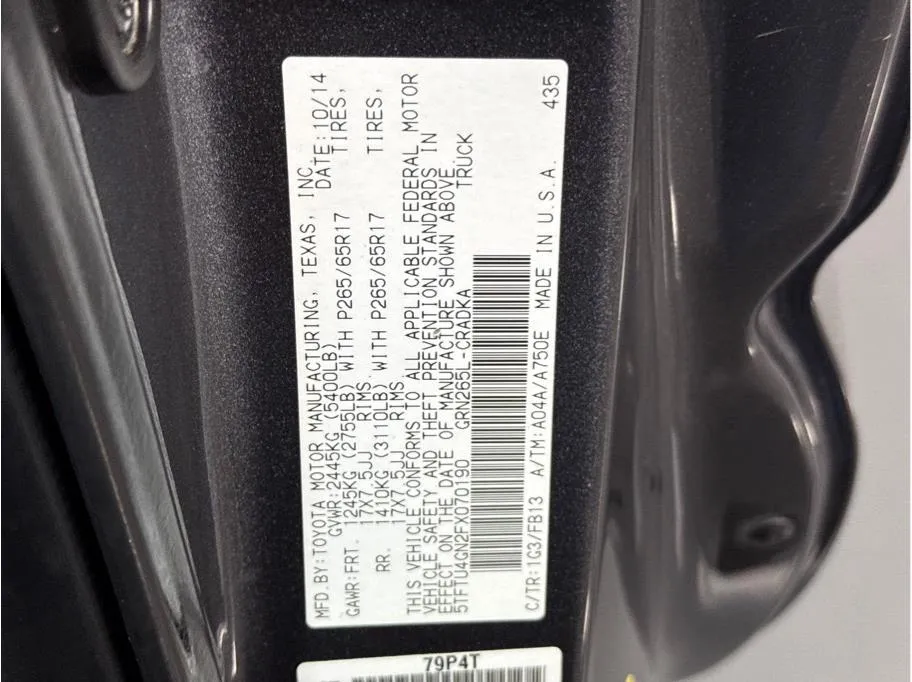 MFD.BY:TOYOTA MOTOR MANUFACTURING, TEXAS, INC.
GVWR:2445KG (5400LB) DATE:10/14
GAWR:FRT. 1245KG (2755LB) WITH P265/65R17 TIRES,
17X7.5JJ RIMS
RR. 1410KG (3110LB) WITH P265/65R17 TIRES,
17X7.5JJ RIMS
THIS VEHICLE CONFORMS TO ALL APPLICABLE FEDERAL MOTOR
VEHICLE SAFETY AND THEFT PREVENTION STANDARDS IN
EFFECT ON THE DATE OF MANUFACTURE SHOWN ABOVE.
5TFTU4GN2FX070190 GRN265L-CRADKA TRUCK
C/TR:1G3/FB13 A/TM:A04A/A750E MADE IN U.S.A. 435
79P4T